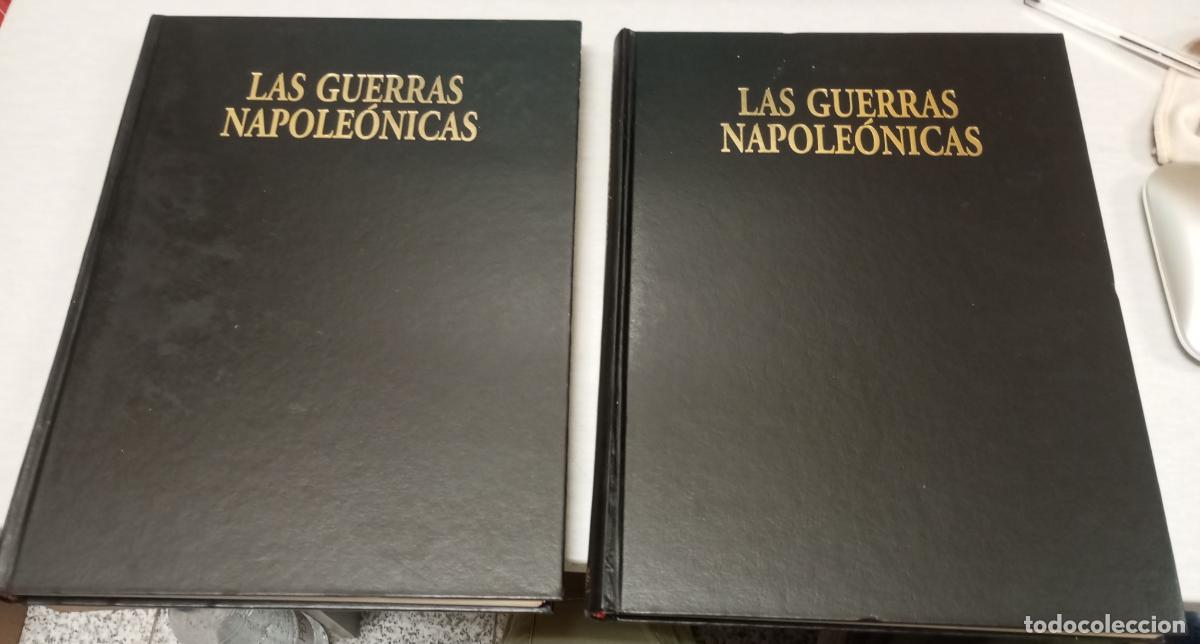 LAS GUERRAS
NAPOLEÓNICAS
LAS GUERRAS
NAPOLEÓNICAS
todocoleccion